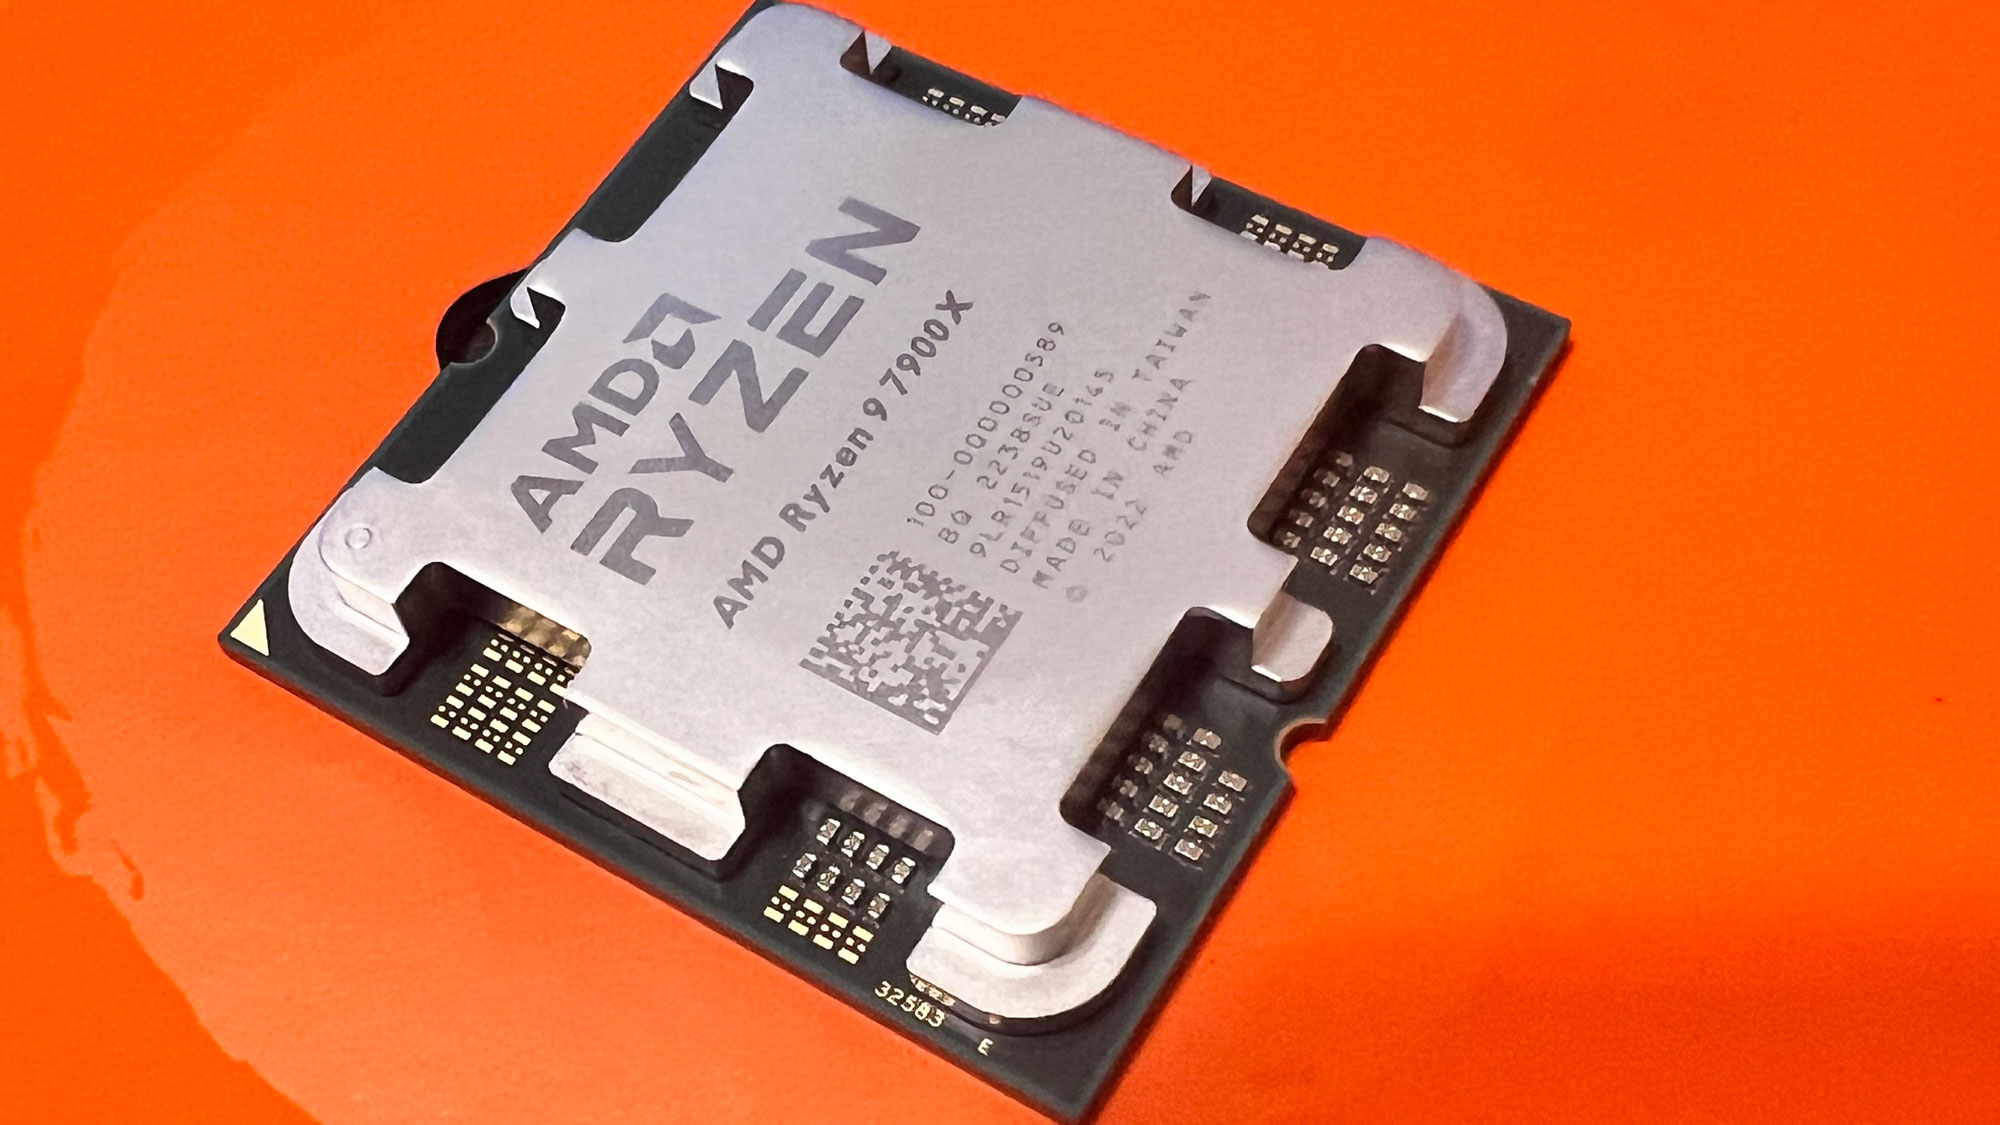 AMD
RYZEN
AMD Ryzen 9 7900X
100-000000589
BQ 2238SUE
9LR1519U20146
DIFFUSED IN TAIWAN
MADE IN CHINA
© 2022 AMD
32583
E